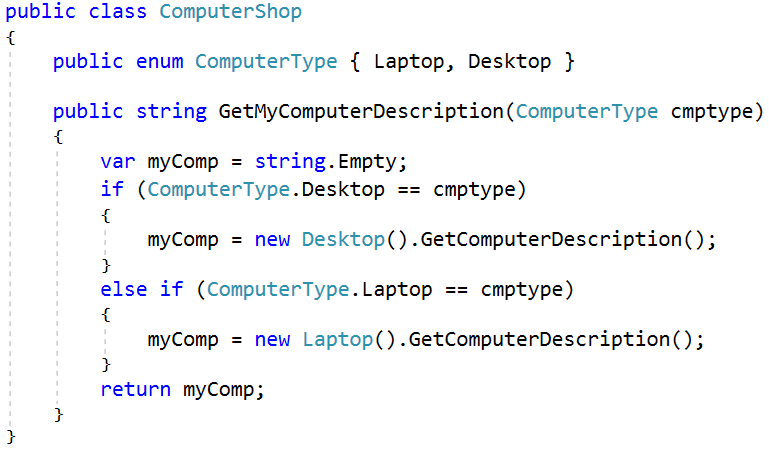 public class ComputerShop
{
    public enum ComputerType { Laptop, Desktop }

    public string GetMyComputerDescription(ComputerType cmptype)
    {
        var myComp = string.Empty;
        if (ComputerType.Desktop == cmptype)
        {
            myComp = new Desktop().GetComputerDescription();
        }
        else if (ComputerType.Laptop == cmptype)
        {
            myComp = new Laptop().GetComputerDescription();
        }
        return myComp;
    }
}